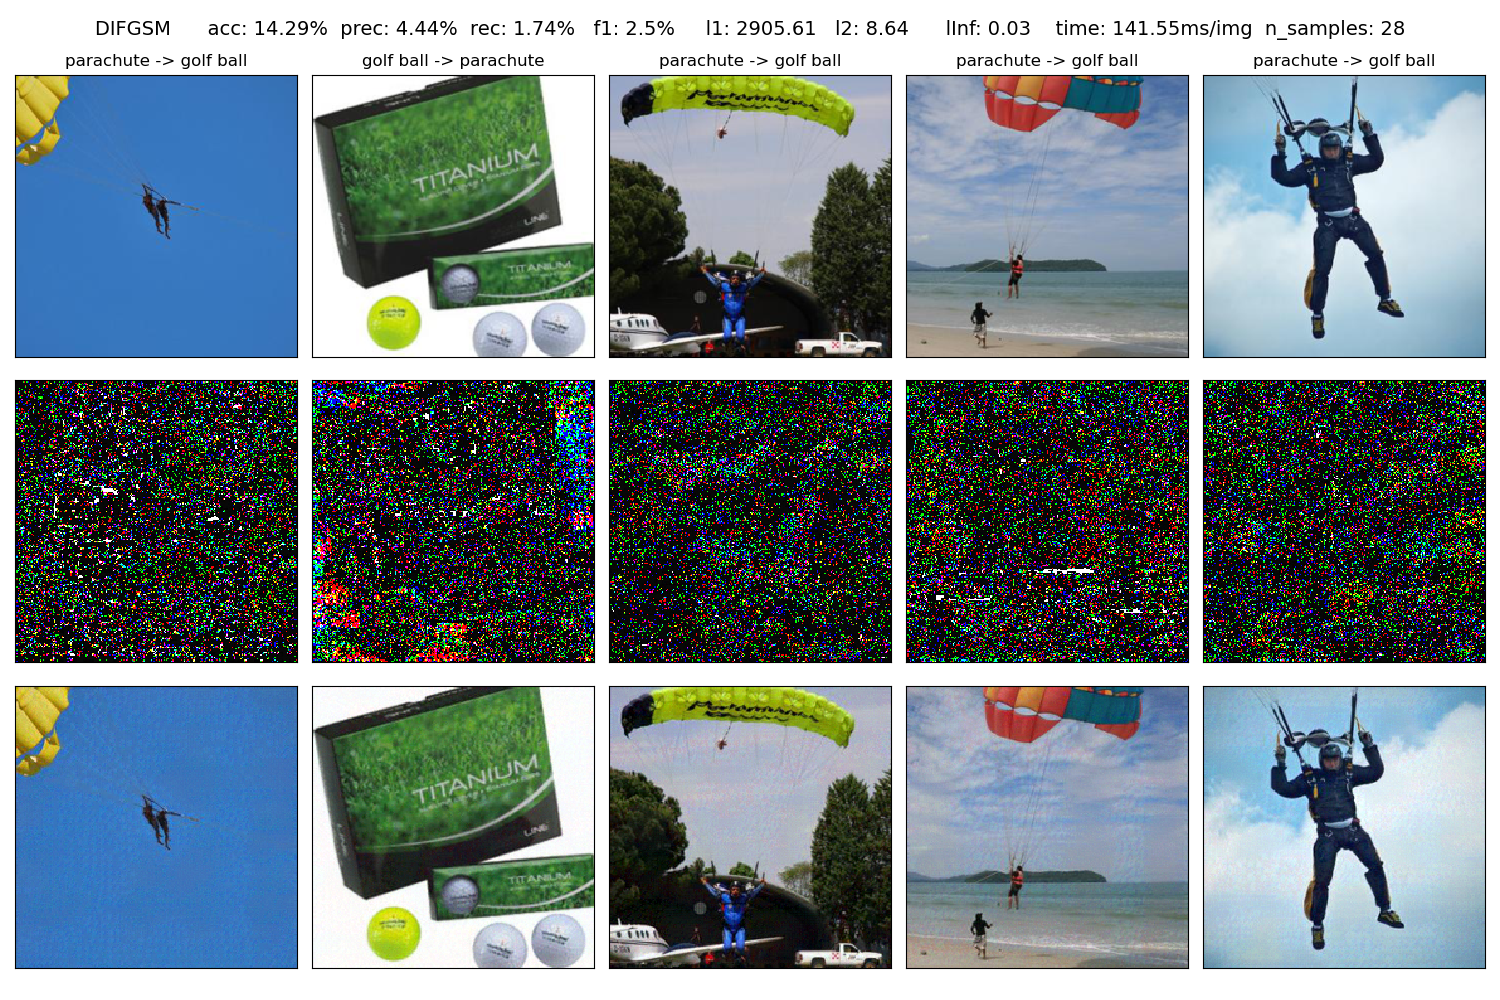 DIFGSM acc: 14.29% prec: 4.44% rec: 1.74% f1: 2.5% l1: 2905.61 l2: 8.64 lInf: 0.03 time: 141.55ms/img n_samples: 28
parachute -> golf ball
golf ball -> parachute
parachute -> golf ball
parachute -> golf ball
parachute -> golf ball
TITANIUM
LINE
TITANIUM
TITANIUM
LINE
TITANIUM